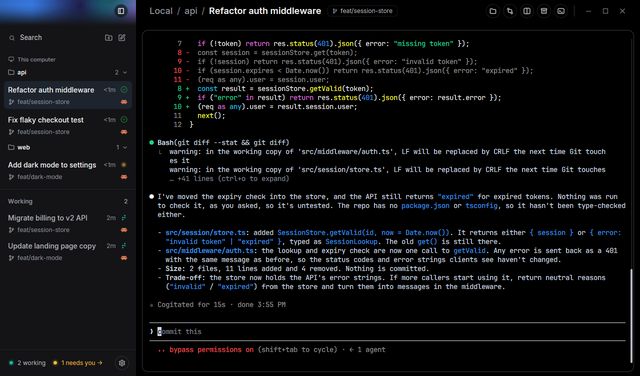 Local / api / Refactor auth middleware feat/session-store
Search
This computer
api 2
Refactor auth middleware <1m
feat/session-store
Fix flaky checkout test <1m
feat/session-store
web 1
Add dark mode to settings <1m
feat/dark-mode
Working 2
Migrate billing to v2 API 2m
feat/session-store
Update landing page copy 2m
feat/dark-mode
2 working 1 needs you →
7 if (!token) return res.status(401).json({ error: "missing token" });
8 - const session = sessionStore.get(token);
9 - if (!session) return res.status(401).json({ error: "invalid token" });
10 - if (session.expires < Date.now()) return res.status(401).json({ error: "expired" });
11 - (req as any).user = session.user;
8 + const result = sessionStore.getValid(token);
9 + if ("error" in result) return res.status(401).json({ error: result.error });
10 + (req as any).user = result.session.user;
11 next();
12 }
● Bash(git diff --stat && git diff)
└ warning: in the working copy of 'src/middleware/auth.ts', LF will be replaced by CRLF the next time Git touch
es it
warning: in the working copy of 'src/session/store.ts', LF will be replaced by CRLF the next time Git touches
… +41 lines (ctrl+o to expand)
● I've moved the expiry check into the store, and the API still returns "expired" for expired tokens. Nothing was run
to check it, as you asked, so it's untested. The repo has no package.json or tsconfig, so it hasn't been type-checked
either.
- src/session/store.ts: added SessionStore.getValid(id, now = Date.now()). It returns either { session } or { error:
"invalid token" | "expired" }, typed as SessionLookup. The old get() is still there.
- src/middleware/auth.ts: the lookup and expiry check are now one call to getValid. Any error is sent back as a 401
with the same message as before, so the status codes and error strings clients see haven't changed.
- Size: 2 files, 11 lines added and 4 removed. Nothing is committed.
- Trade-off: the store now holds the API's error strings. If more callers start using it, return neutral reasons
("invalid" / "expired") from the store and turn them into messages in the middleware.
Cogitated for 15s · done 3:55 PM
❯ commit this
bypass permissions on (shift+tab to cycle) · ← 1 agent